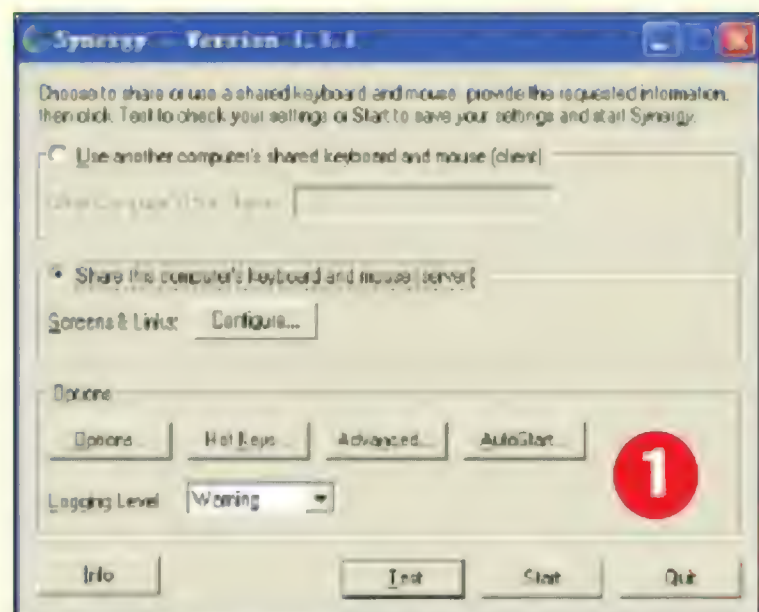 Synergy - Version 1.3.1
Choose to share or use a shared keyboard and mouse, provide the requested information,
then click Test to check your settings or Start to save your settings and start Synergy.
Use another computer's shared keyboard and mouse (client)
Share this computer's keyboard and mouse (server)
Screens & Links: Configure...
Options
Options... Hot Keys... Advanced... AutoStart...
Logging Level Warning
1
Info Test Start Quit